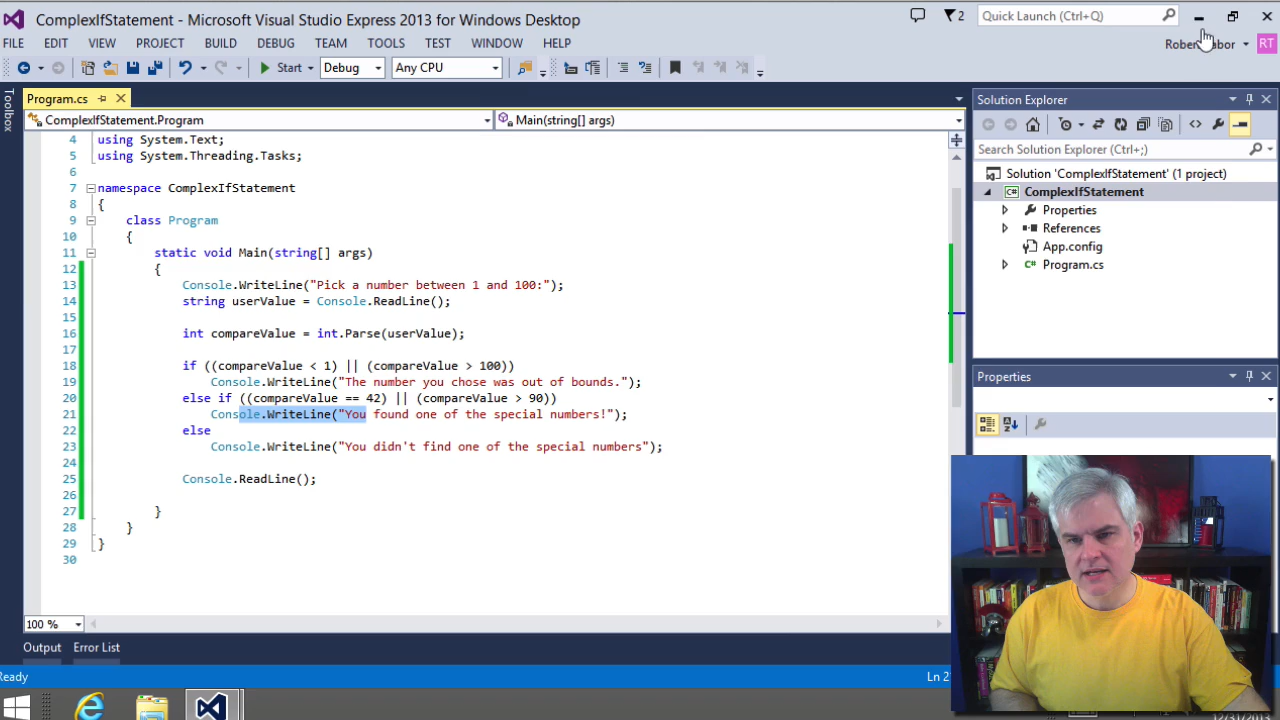 ComplexIfStatement - Microsoft Visual Studio Express 2013 for Windows Desktop
2
Quick Launch (Ctrl+Q)
FILE EDIT VIEW PROJECT BUILD DEBUG TEAM TOOLS TEST WINDOW HELP
RT
Start Debug Any CPU
Toolbox
Program.cs
ComplexIfStatement.Program Main(string[] args)
4 using System.Text;
5 using System.Threading.Tasks;
6
7 namespace ComplexIfStatement
8 {
9 class Program
10 {
11 static void Main(string[] args)
12 {
13 Console.WriteLine("Pick a number between 1 and 100:");
14 string userValue = Console.ReadLine();
15
16 int compareValue = int.Parse(userValue);
17
18 if ((compareValue < 1) || (compareValue > 100))
19 Console.WriteLine("The number you chose was out of bounds.");
20 else if ((compareValue == 42) || (compareValue > 90))
21 Console.WriteLine("You found one of the special numbers!");
22 else
23 Console.WriteLine("You didn't find one of the special numbers");
24
25 Console.ReadLine();
26
27 }
28 }
29 }
30
100 %
Output Error List
Ready
Ln 2
Solution Explorer
Search Solution Explorer (Ctrl+;)
Solution 'ComplexIfStatement' (1 project)
C# ComplexIfStatement
Properties
References
App.config
C# Program.cs
Properties
12/31/2013